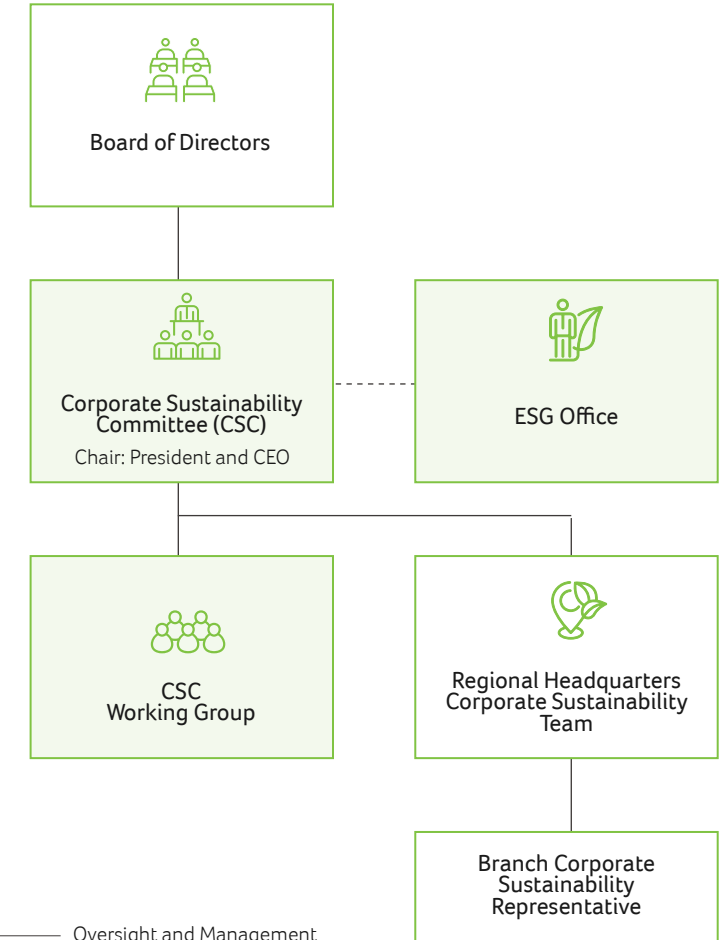 Board of Directors
Corporate Sustainability
Committee (CSC)
Chair: President and CEO
ESG Office
CSC
Working Group
Regional Headquarters
Corporate Sustainability
Team
Branch Corporate
Sustainability
Representative
Oversight and Management